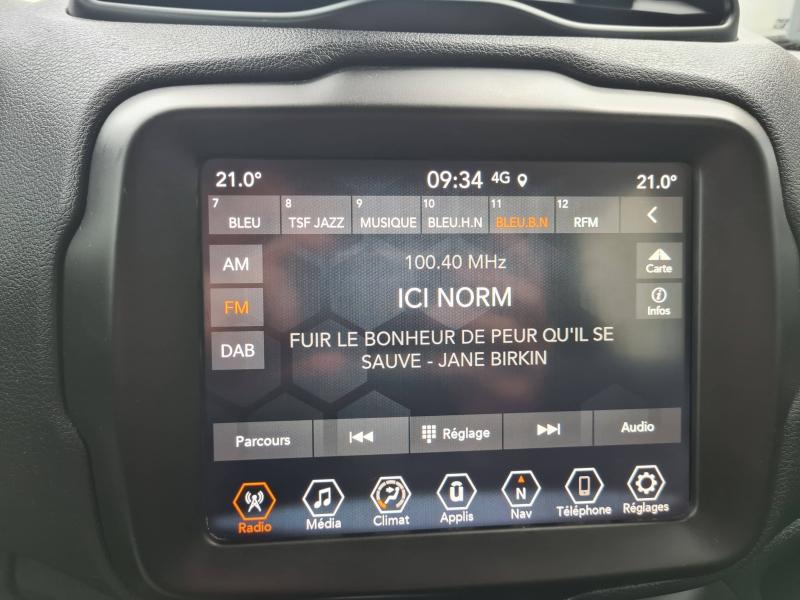 21.0° 09:34 4G 21.0°
7 8 9 10 11 12
BLEU TSF JAZZ MUSIQUE BLEU.H.N BLEU.B.N RFM
AM 100.40 MHz Carte
FM ICI NORM Infos
DAB FUIR LE BONHEUR DE PEUR QU'IL SE
SAUVE - JANE BIRKIN
Parcours Réglage Audio
N
Radio Média Climat Applis Nav Téléphone Réglages